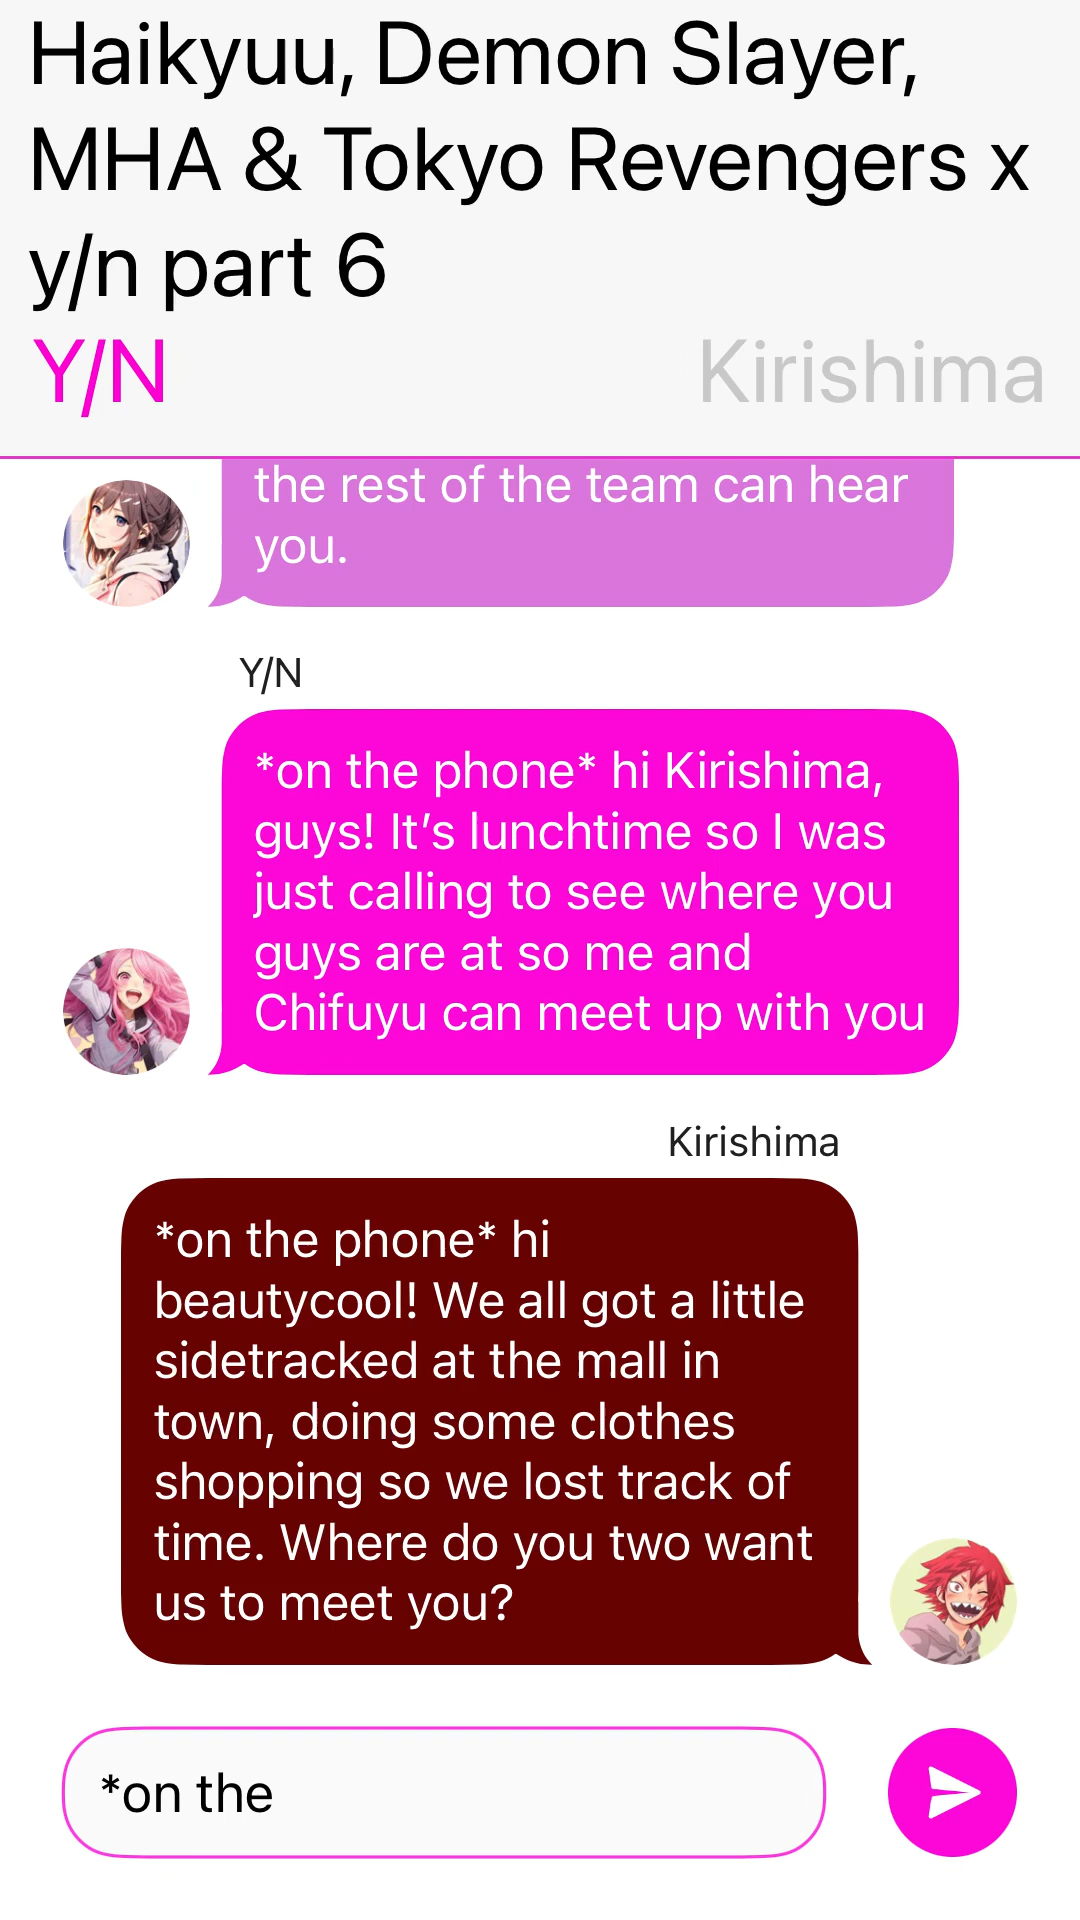 Haikyuu, Demon Slayer,
MHA & Tokyo Revengers x
y/n part 6
Y/N
Kirishima
the rest of the team can hear
you.
Y/N
*on the phone* hi Kirishima,
guys! It’s lunchtime so I was
just calling to see where you
guys are at so me and
Chifuyu can meet up with you
Kirishima
*on the phone* hi
beautycool! We all got a little
sidetracked at the mall in
town, doing some clothes
shopping so we lost track of
time. Where do you two want
us to meet you?
*on the